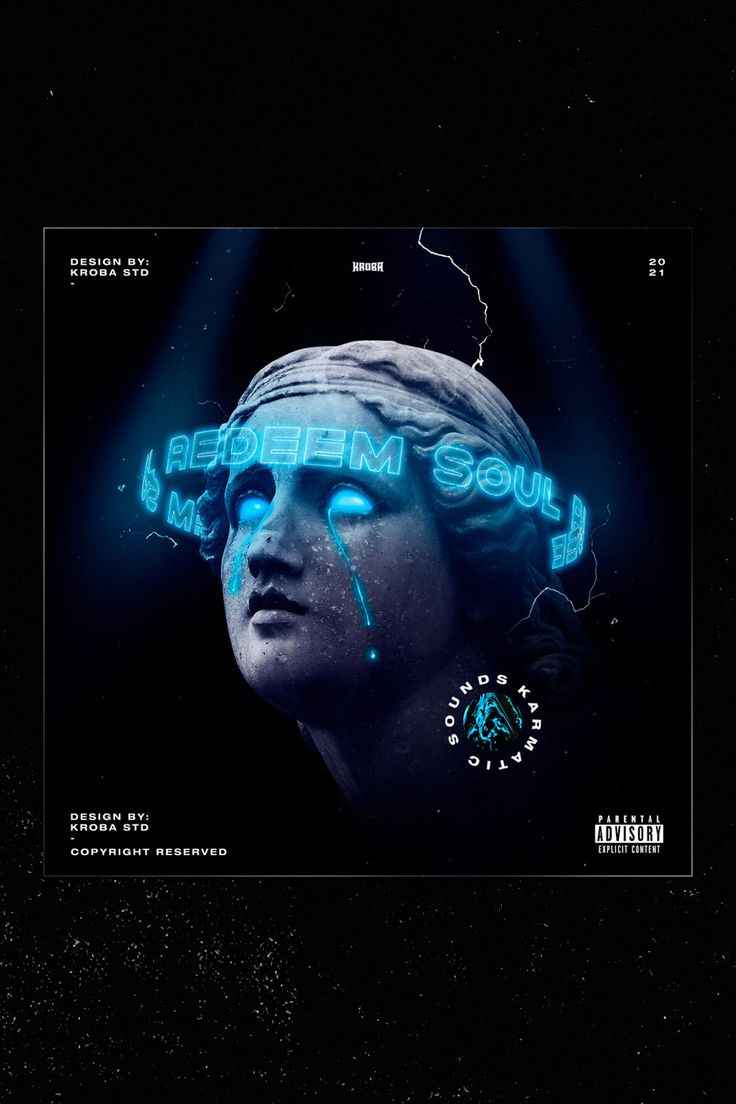 DESIGN BY:
KROBA STD
-
KROBA
20
21
REDEEM SOUL
SOUNDS KARMATIC
DESIGN BY:
KROBA STD
-
COPYRIGHT RESERVED
PARENTAL
ADVISORY
EXPLICIT CONTENT